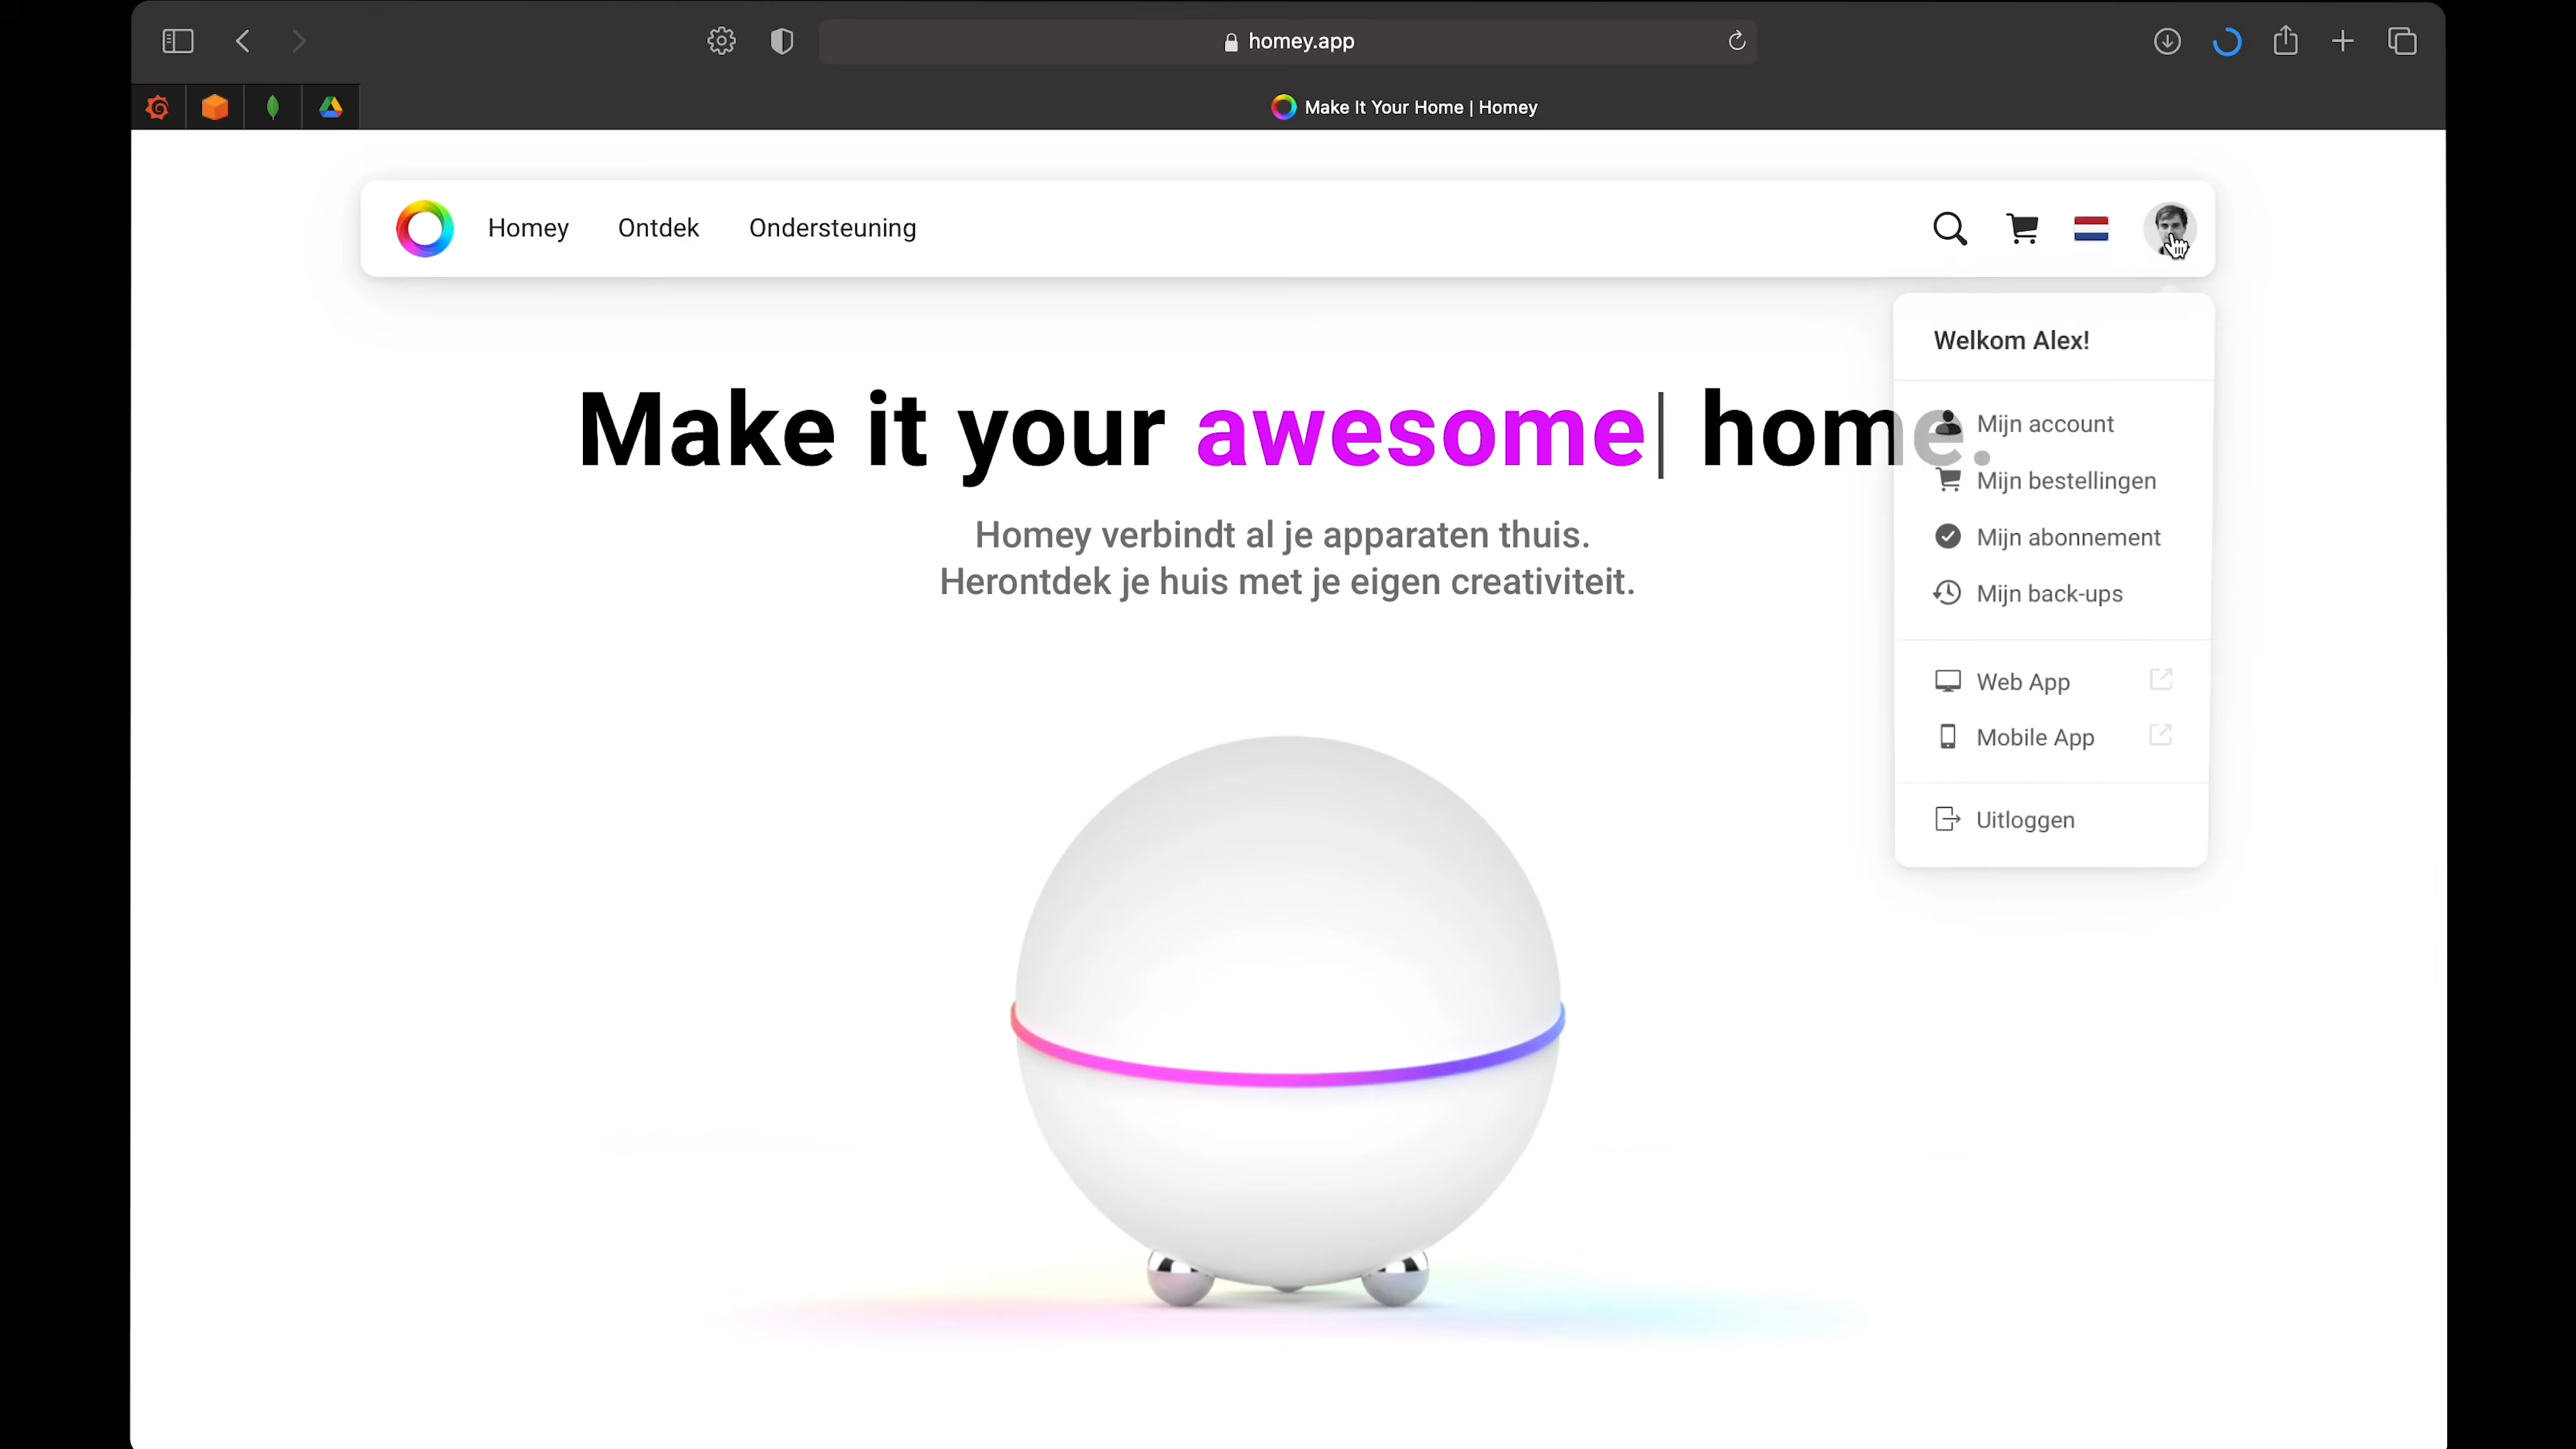 homey.app
Make It Your Home | Homey
Homey
Ontdek
Ondersteuning
Welkom Alex!
Make it your awesome| home.
Mijn account
Mijn bestellingen
Homey verbindt al je apparaten thuis.
Herontdek je huis met je eigen creativiteit.
Mijn abonnement
Mijn back-ups
Web App
Mobile App
Uitloggen